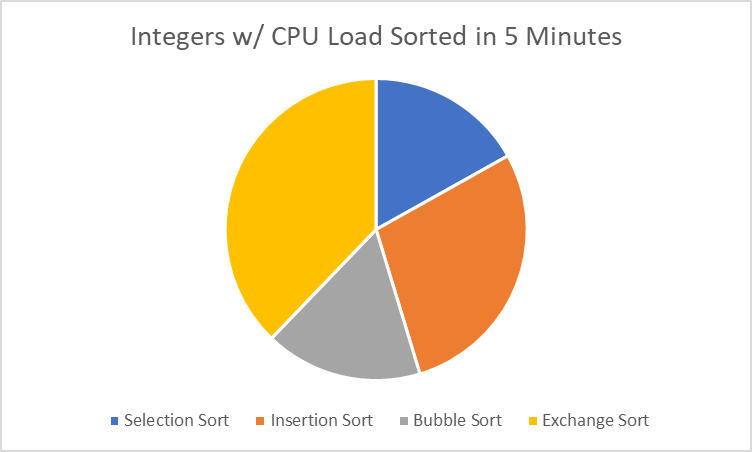 Integers w/ CPU Load Sorted in 5 Minutes
Selection Sort Insertion Sort Bubble Sort Exchange Sort